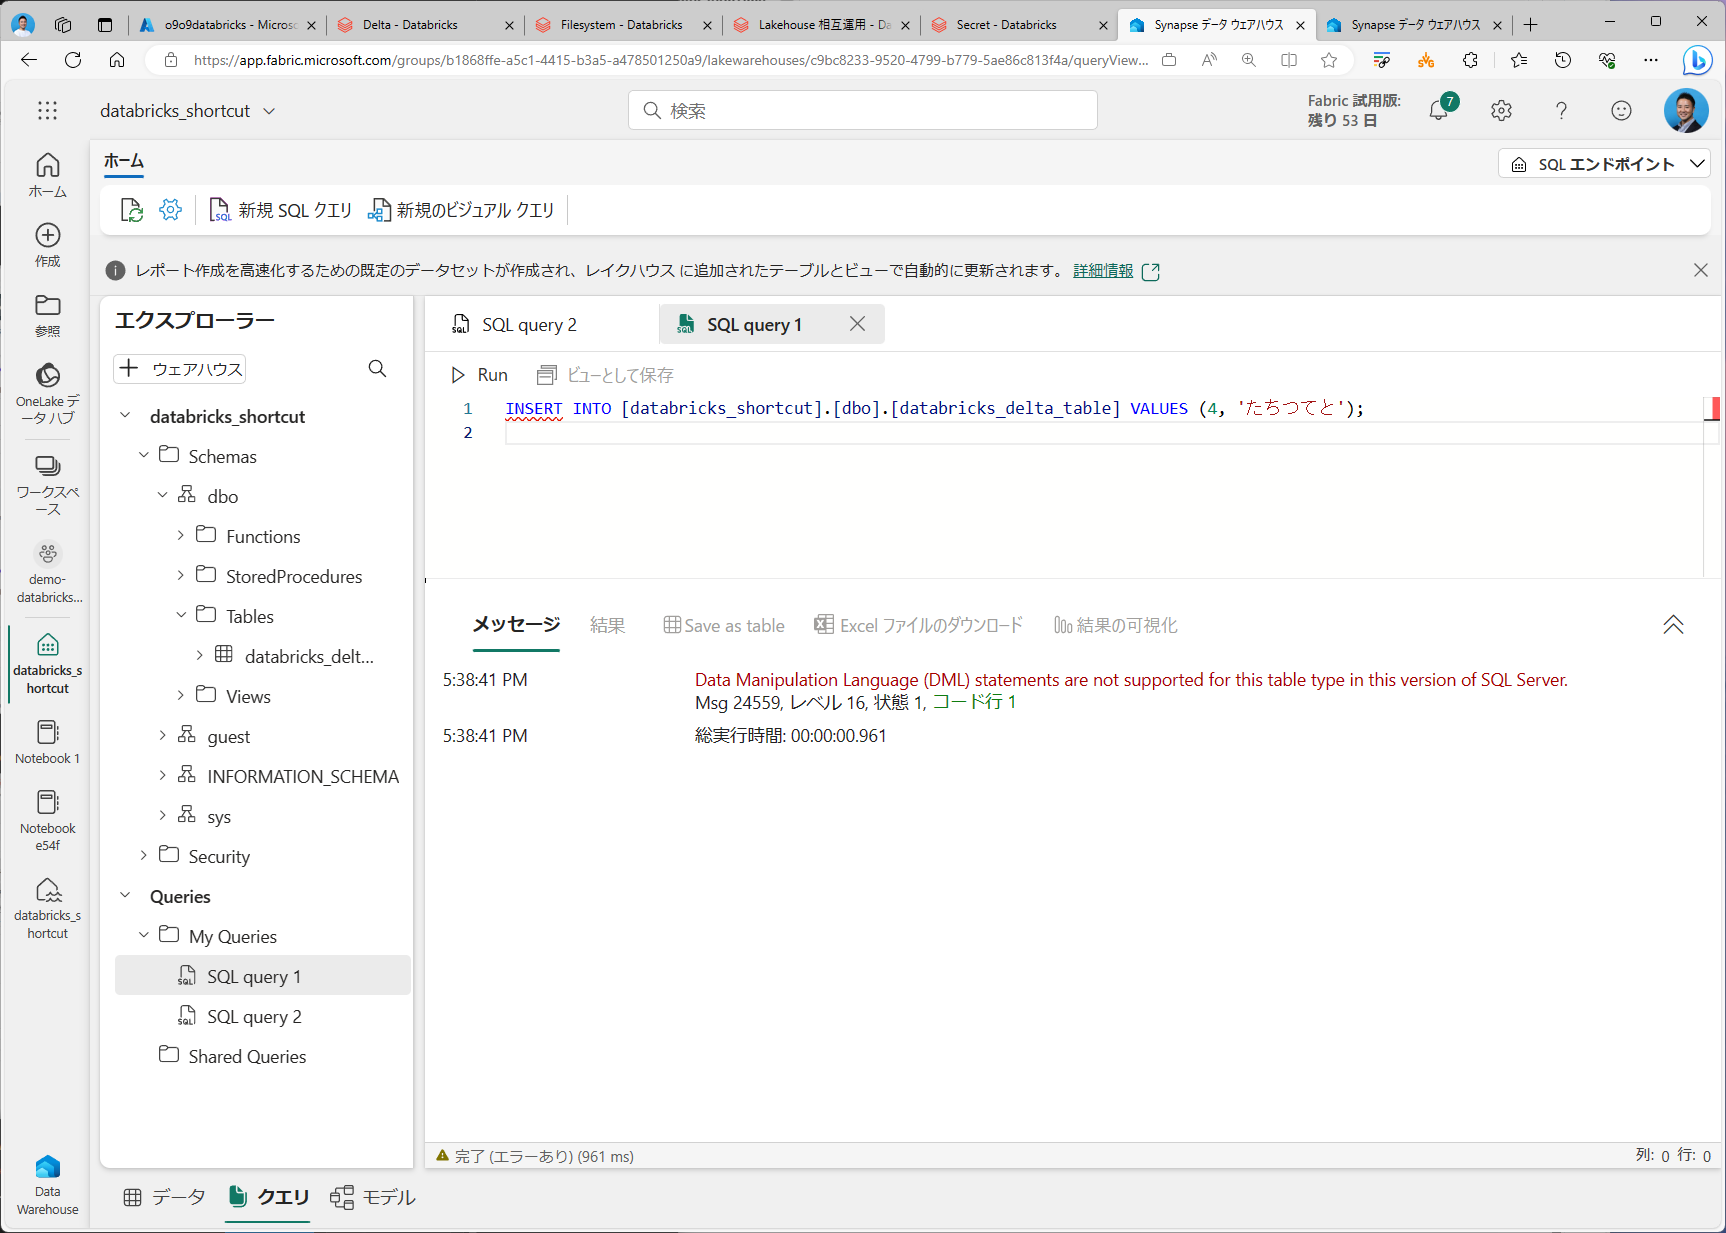 o9o9databricks - Microsc
Delta - Databricks
Filesystem - Databricks
Lakehouse 相互運用 - Da
Secret - Databricks
Synapse データ ウェアハウス
Synapse データ ウェアハウス
https://app.fabric.microsoft.com/groups/b1868ffe-a5c1-4415-b3a5-a478501250a9/lakewarehouses/c9bc8233-9520-4799-b779-5ae86c813f4a/queryView...
databricks_shortcut
検索
Fabric 試用版:
残り 53 日
7
ホーム
SQL エンドポイント
新規 SQL クエリ
新規のビジュアル クエリ
レポート作成を高速化するための既定のデータセットが作成され、レイクハウス に追加されたテーブルとビューで自動的に更新されます。 詳細情報
ホーム
作成
参照
OneLake デ
ータ ハブ
ワークスペ
ース
demo-
databricks...
databricks_s
hortcut
Notebook 1
Notebook
e54f
databricks_s
hortcut
Data
Warehouse
エクスプローラー
ウェアハウス
databricks_shortcut
Schemas
dbo
Functions
StoredProcedures
Tables
databricks_delt...
Views
guest
INFORMATION_SCHEMA
sys
Security
Queries
My Queries
SQL query 1
SQL query 2
Shared Queries
SQL query 2
SQL query 1
Run
ビューとして保存
1 INSERT INTO [databricks_shortcut].[dbo].[databricks_delta_table] VALUES (4, 'たちつてと');
2
メッセージ
結果
Save as table
Excel ファイルのダウンロード
結果の可視化
5:38:41 PM Data Manipulation Language (DML) statements are not supported for this table type in this version of SQL Server.
Msg 24559, レベル 16, 状態 1, コード行 1
5:38:41 PM 総実行時間: 00:00:00.961
完了 (エラーあり) (961 ms)
列: 0 行: 0
データ
クエリ
モデル